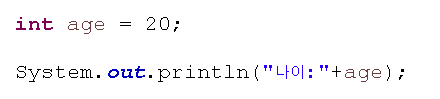 int age = 20;
System.out.println("나이:"+age);